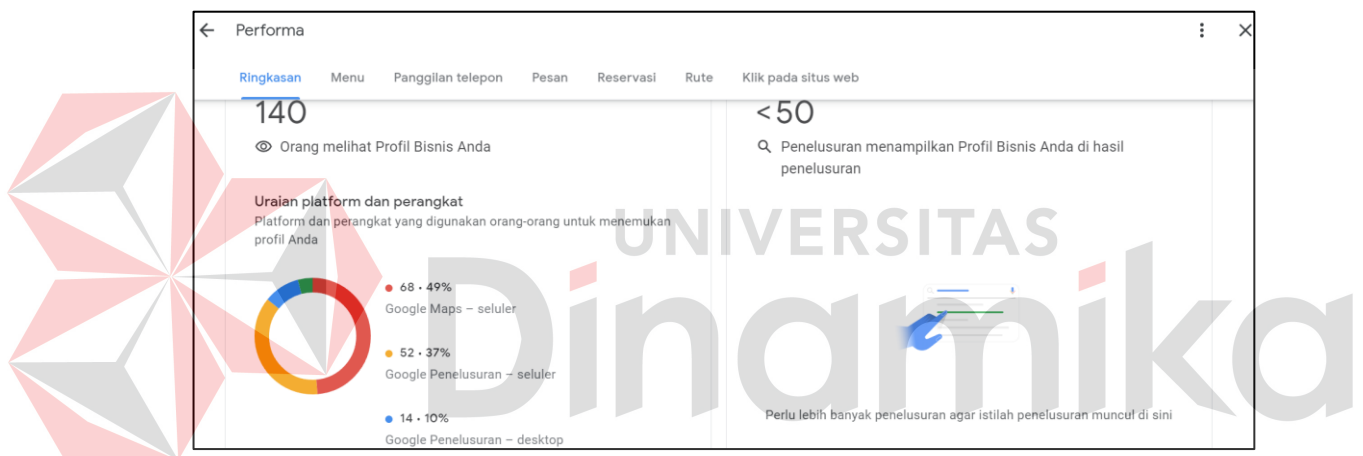 Performa
Ringkasan Menu Panggilan telepon Pesan Reservasi Rute Klik pada situs web
140
Orang melihat Profil Bisnis Anda
Uraian platform dan perangkat
Platform dan perangkat yang digunakan orang-orang untuk menemukan
profil Anda
68 • 49%
Google Maps – seluler
52 • 37%
Google Penelusuran – seluler
14 • 10%
Google Penelusuran – desktop
<50
Penelusuran menampilkan Profil Bisnis Anda di hasil
penelusuran
Perlu lebih banyak penelusuran agar istilah penelusuran muncul di sini
UNIVERSITAS
Dinamika